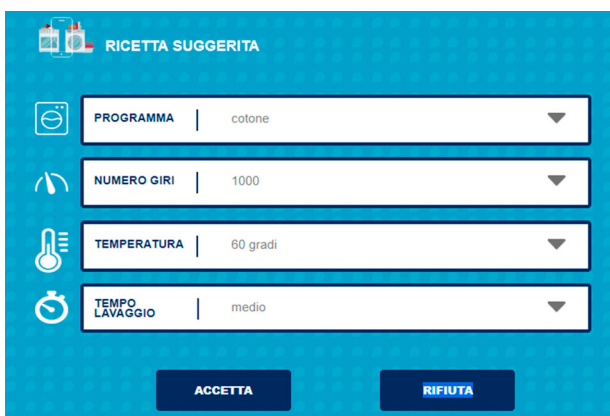 RICETTA SUGGERITA
PROGRAMMA cotone
NUMERO GIRI 1000
TEMPERATURA 60 gradi
TEMPO
LAVAGGIO medio
ACCETTA RIFIUTA